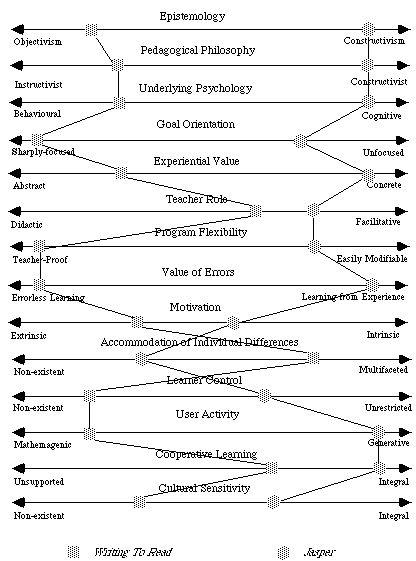 Epistemology
Objectivism Constructivism
Pedagogical Philosophy
Instructivist Constructivist
Underlying Psychology
Behavioural Cognitive
Goal Orientation
Sharply-focused Unfocused
Experiential Value
Abstract Concrete
Teacher Role
Didactic Facilitative
Program Flexibility
Teacher-Proof Easily Modifiable
Value of Errors
Errorless Learning Learning from Experience
Motivation
Extrinsic Intrinsic
Accommodation of Individual Differences
Non-existent Multifaceted
Learner Control
Non-existent Unrestricted
User Activity
Mathemagenic Generative
Cooperative Learning
Unsupported Integral
Cultural Sensitivity
Non-existent Integral
Writing To Read Jasper